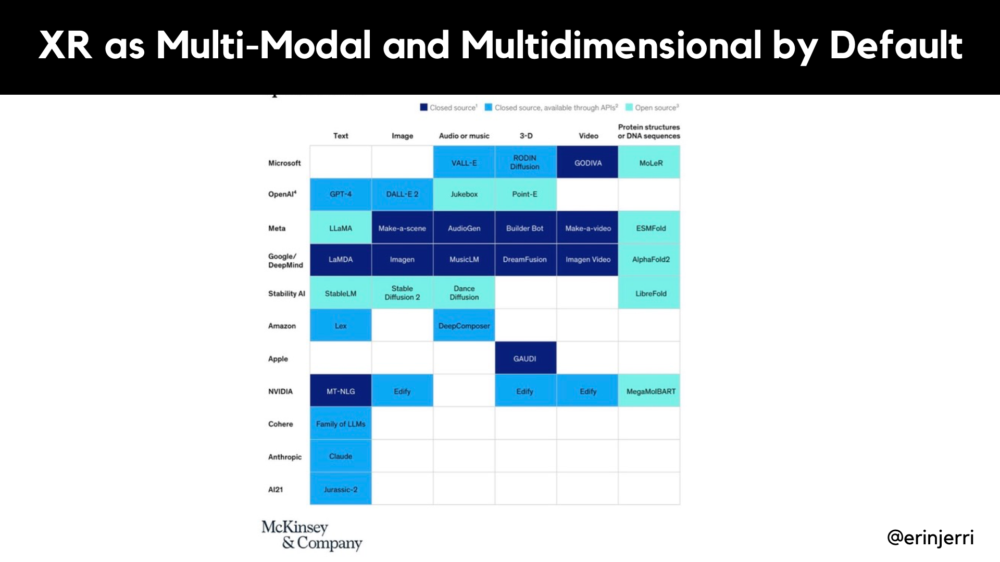 XR as Multi-Modal and Multidimensional by Default
Closed source¹ Closed source, available through APIs² Open source³
Text Image Audio or music 3-D Video Protein structures
or DNA sequences
Microsoft VALL-E RODIN
Diffusion GODIVA MoLeR
OpenAI⁴ GPT-4 DALL-E 2 Jukebox Point-E
Meta LLaMA Make-a-scene AudioGen Builder Bot Make-a-video ESMFold
Google/
DeepMind LaMDA Imagen MusicLM DreamFusion Imagen Video AlphaFold2
Stability AI StableLM Stable
Diffusion 2 Dance
Diffusion LibreFold
Amazon Lex DeepComposer
Apple GAUDI
NVIDIA MT-NLG Edify Edify Edify MegaMolBART
Cohere Family of LLMs
Anthropic Claude
AI21 Jurassic-2
McKinsey
& Company
@erinjerri